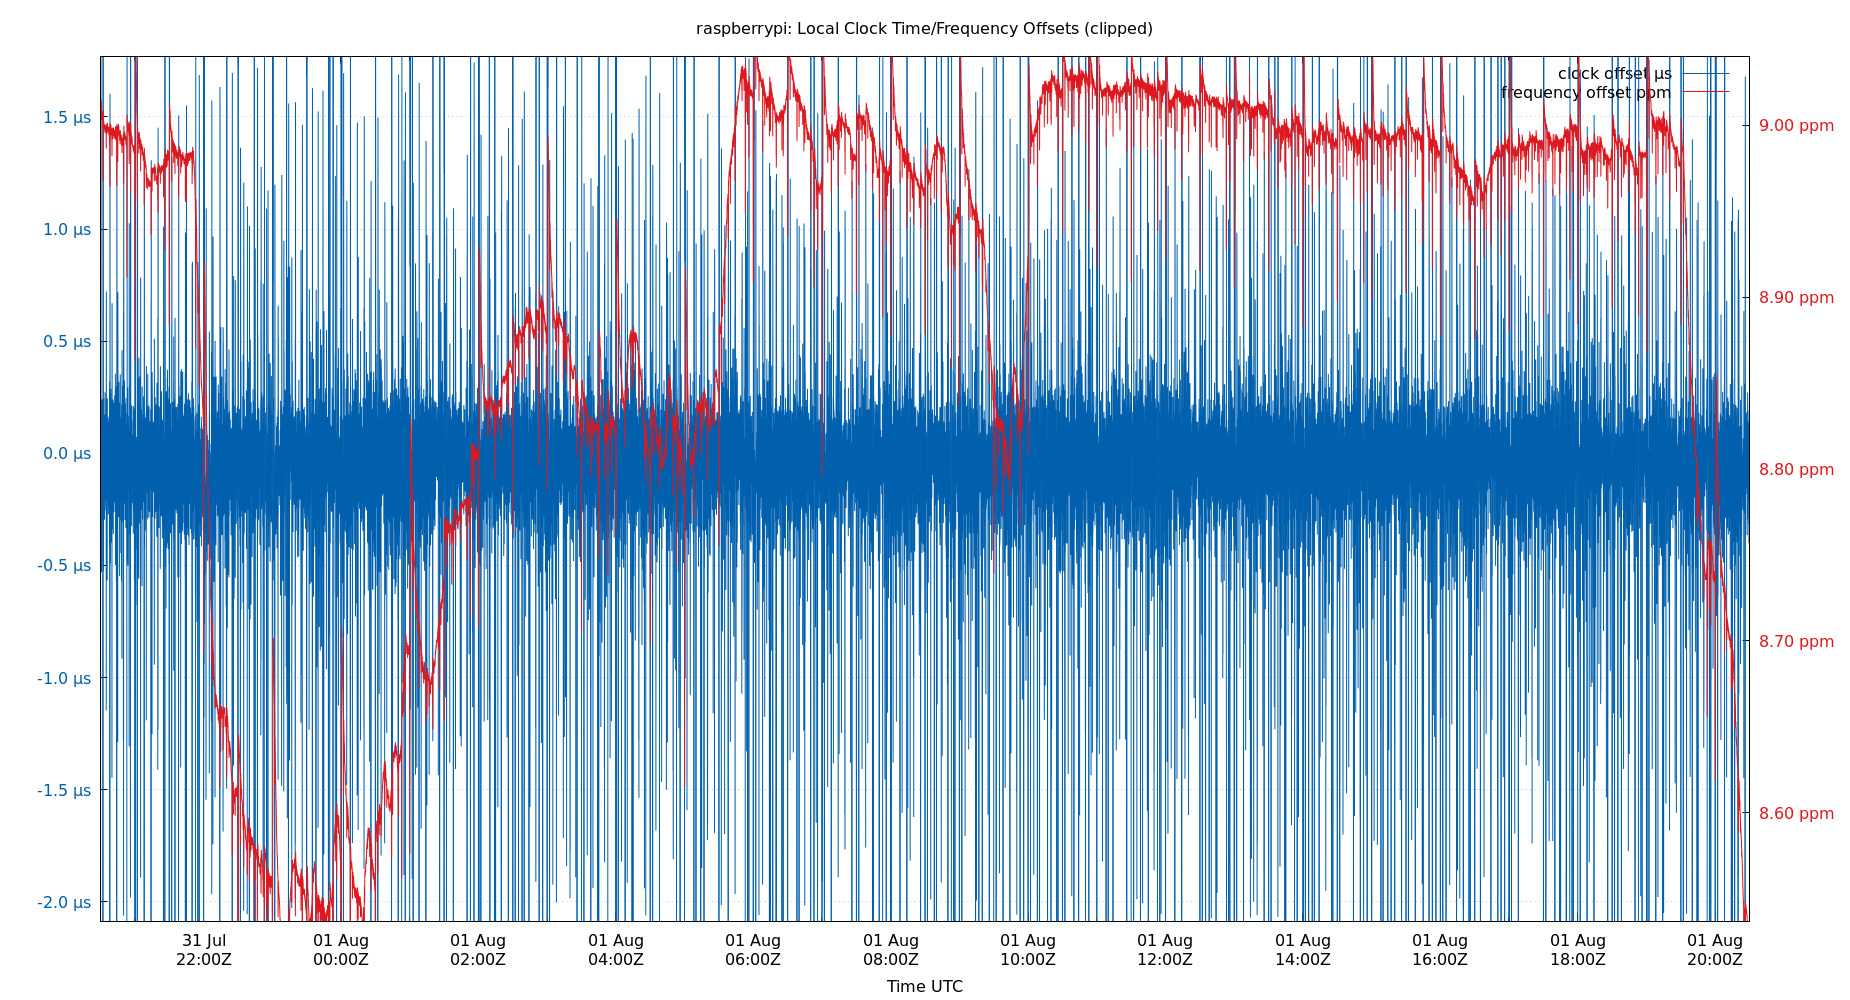 raspberrypi: Local Clock Time/Frequency Offsets (clipped)
clock offset µs
frequency offset ppm
1.5 µs
1.0 µs
0.5 µs
0.0 µs
-0.5 µs
-1.0 µs
-1.5 µs
-2.0 µs
9.00 ppm
8.90 ppm
8.80 ppm
8.70 ppm
8.60 ppm
31 Jul 22:00Z
01 Aug 00:00Z
01 Aug 02:00Z
01 Aug 04:00Z
01 Aug 06:00Z
01 Aug 08:00Z
01 Aug 10:00Z
01 Aug 12:00Z
01 Aug 14:00Z
01 Aug 16:00Z
01 Aug 18:00Z
01 Aug 20:00Z
Time UTC